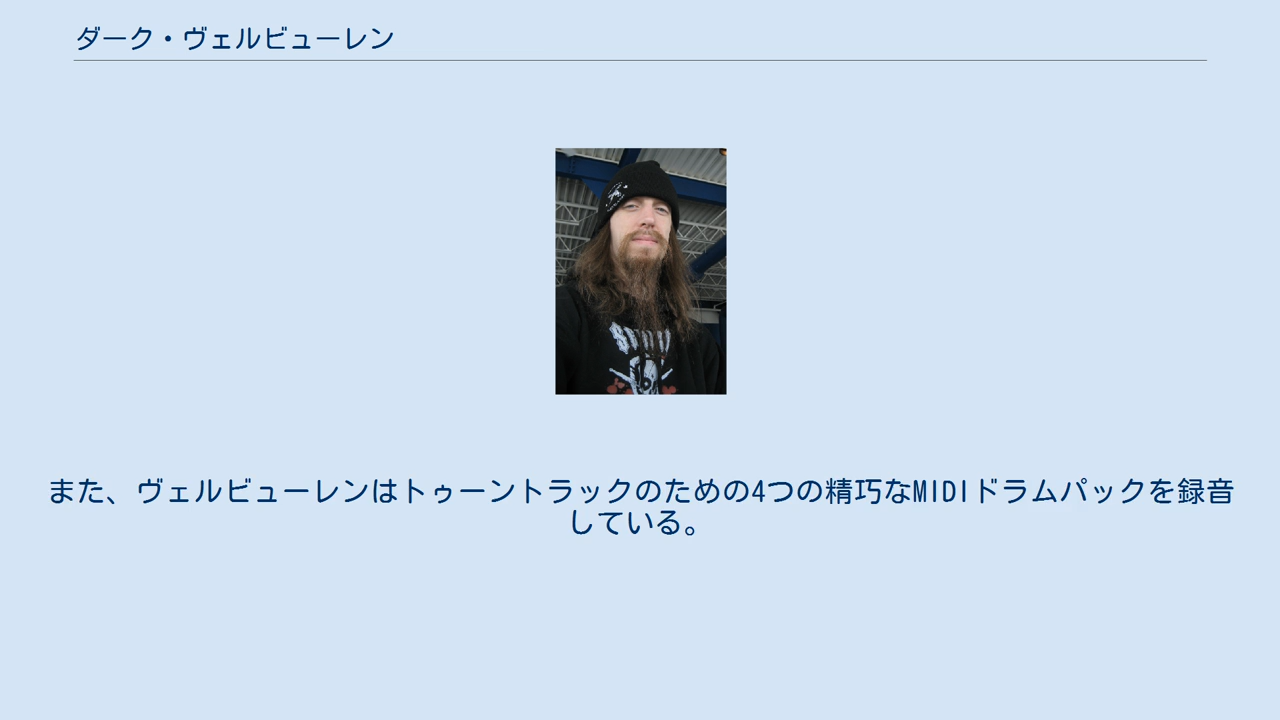 ダーク・ヴェルビューレン
また、ヴェルビューレンはトゥーントラックのための4つの精巧なMIDIドラムパックを録音
している。